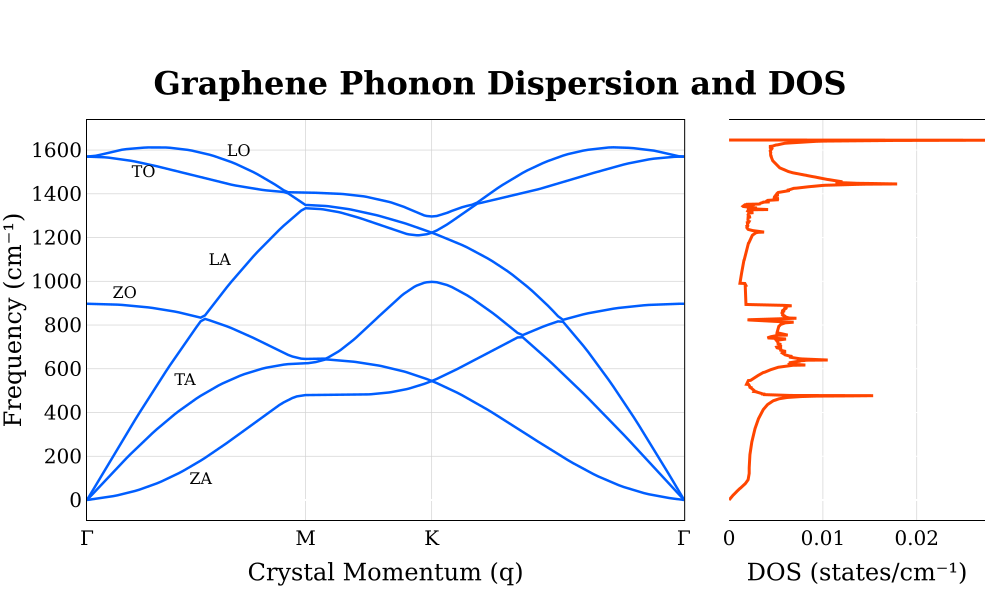 Graphene Phonon Dispersion and DOS
Frequency (cm⁻¹)
1600
1400
1200
1000
800
600
400
200
0
LO
TO
LA
ZO
TA
ZA
Γ M K Γ
Crystal Momentum (q)
0 0.01 0.02
DOS (states/cm⁻¹)